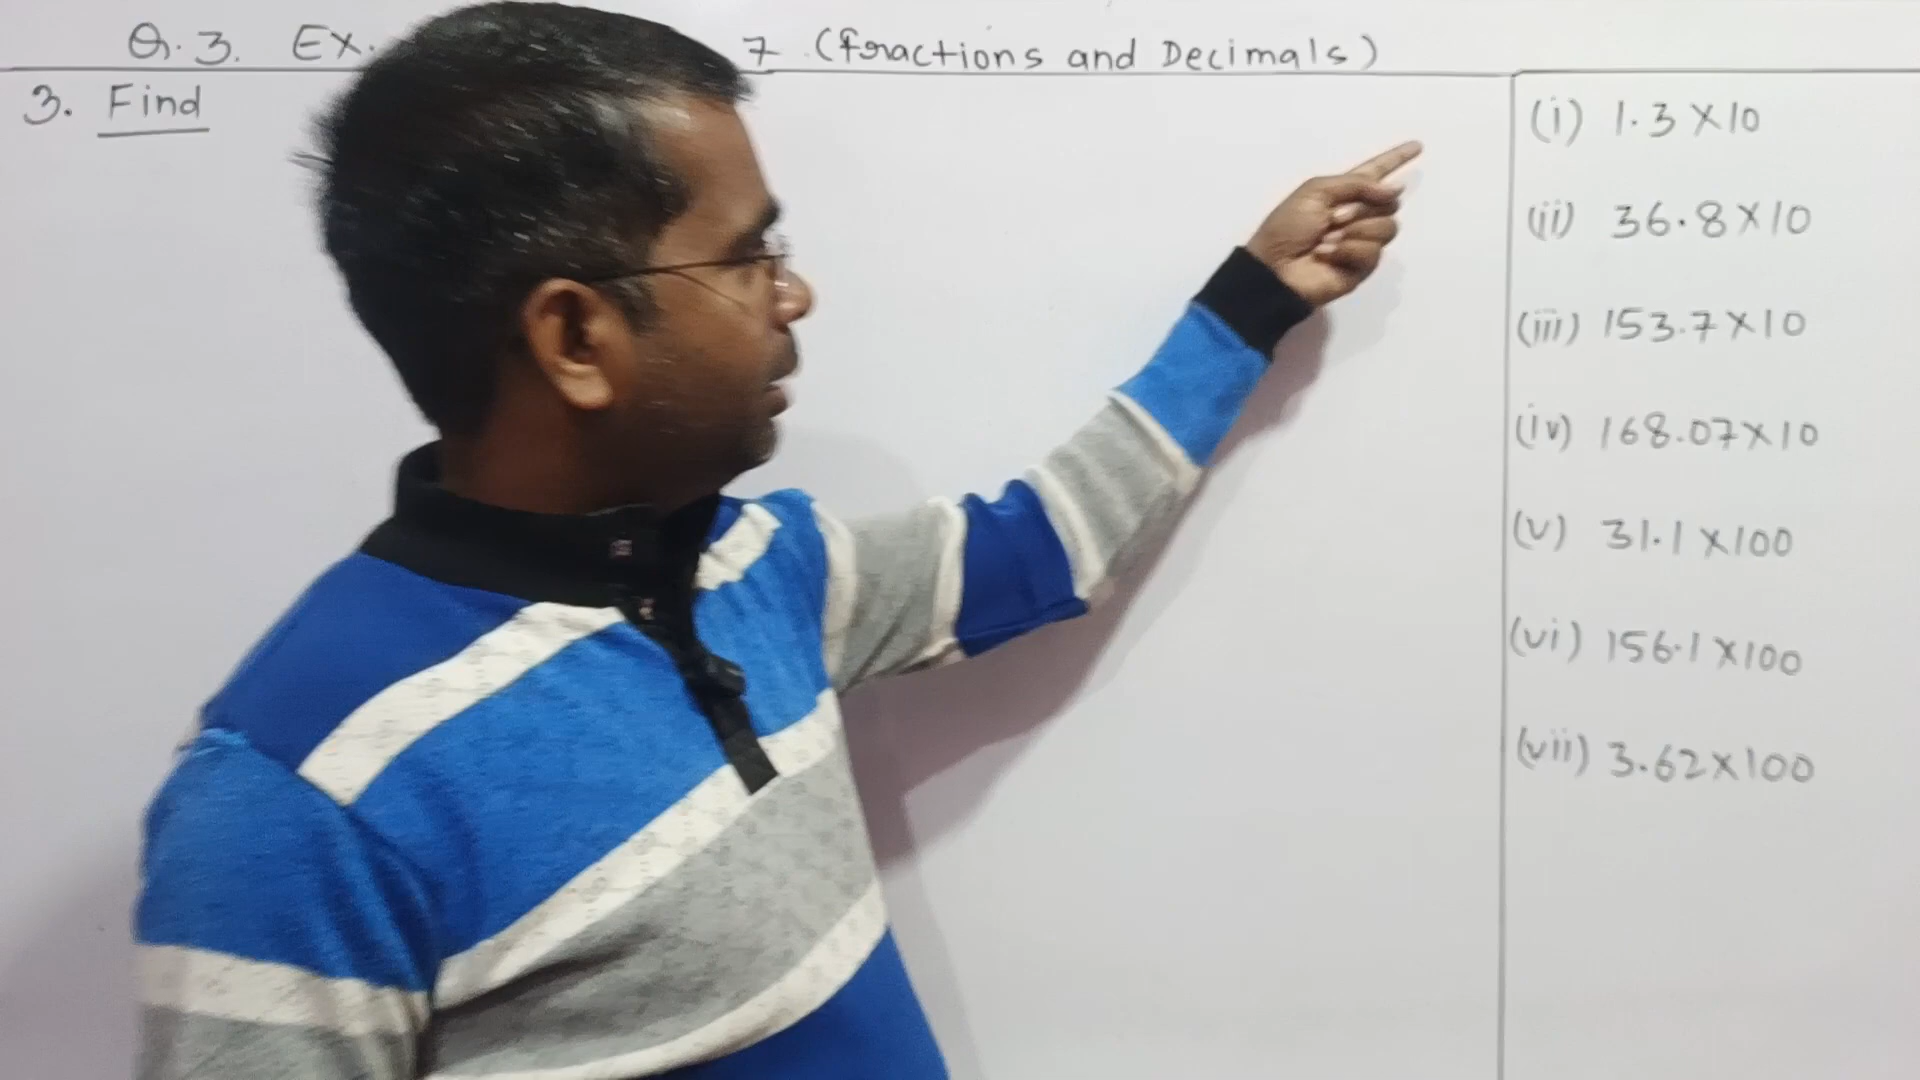 Q.3. Ex. 7 (Fractions and Decimals)
3. Find
(i) 1.3 X 10
(ii) 36.8 X 10
(iii) 153.7 X 10
(iv) 168.07 X 10
(v) 31.1 X 100
(vi) 156.1 X 100
(vii) 3.62 X 100